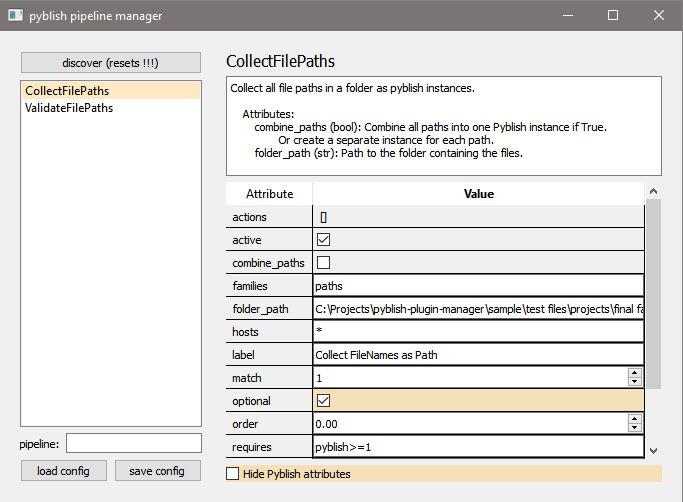 pyblish pipeline manager
discover (resets !!!)
CollectFilePaths
ValidateFilePaths
pipeline:
load config
save config
CollectFilePaths
Collect all file paths in a folder as pyblish instances.
Attributes:
combine_paths (bool): Combine all paths into one Pyblish instance if True.
Or create a separate instance for each path.
folder_path (str): Path to the folder containing the files.
Attribute Value
actions []
active
combine_paths
families paths
folder_path C:\Projects\pyblish-plugin-manager\sample\test files\projects\final fa
hosts *
label Collect FileNames as Path
match 1
optional
order 0.00
requires pyblish>=1
Hide Pyblish attributes